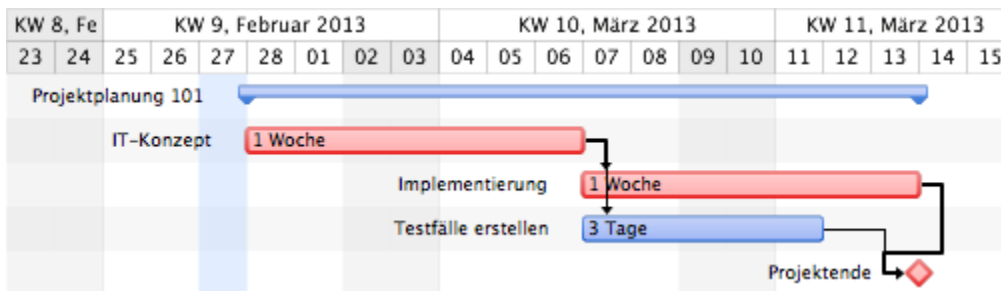 KW 8, Fe KW 9, Februar 2013 KW 10, März 2013 KW 11, März 2013
23 24 25 26 27 28 01 02 03 04 05 06 07 08 09 10 11 12 13 14 15
Projektplanung 101
IT-Konzept 1 Woche
Implementierung 1 Woche
Testfälle erstellen 3 Tage
Projektende